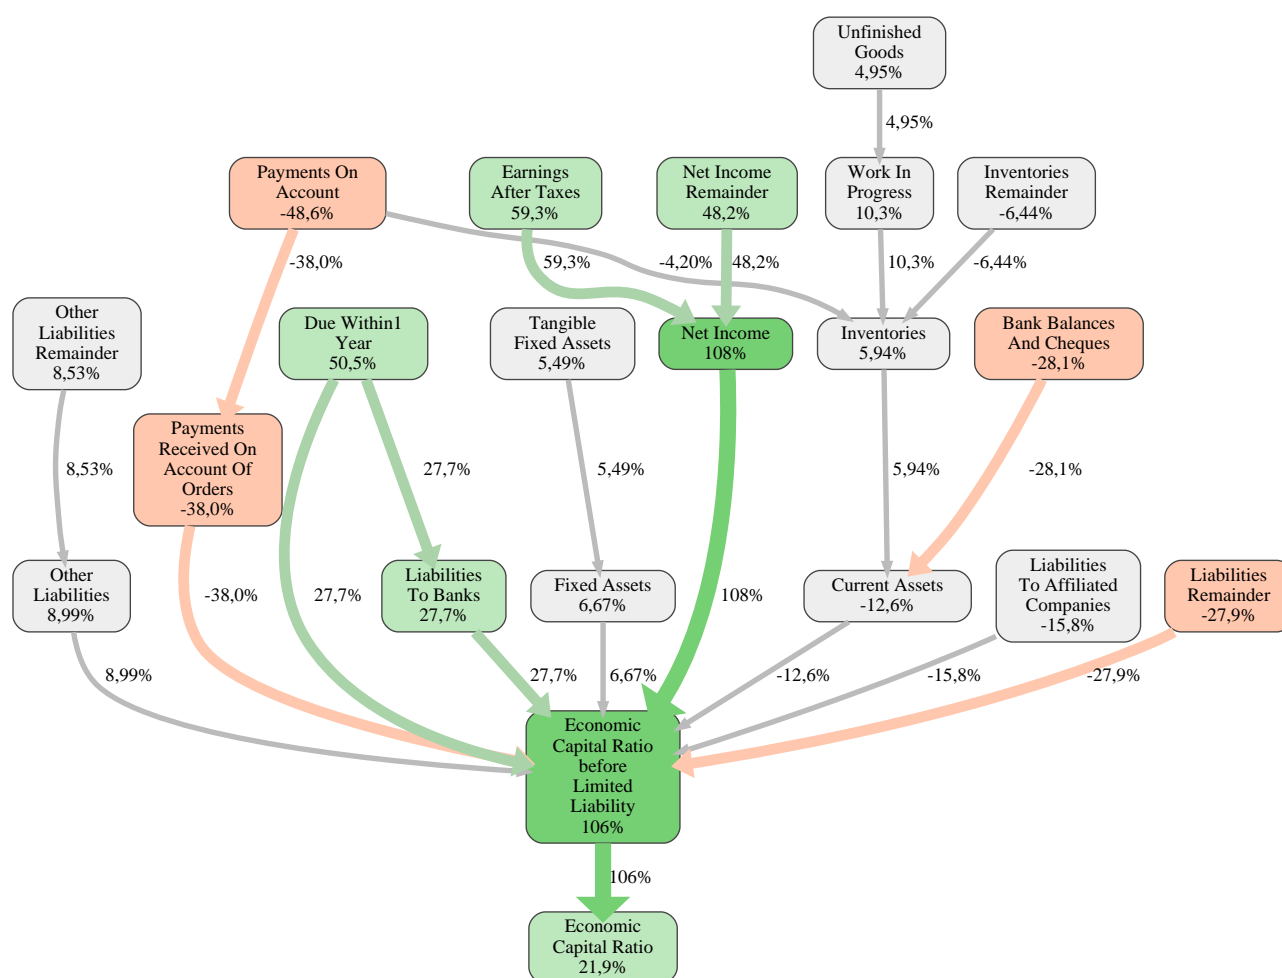 Unfinished
Goods
4,95%
4,95%
Payments On
Account
-48,6%
Earnings
After Taxes
59,3%
Net Income
Remainder
48,2%
Work In
Progress
10,3%
Inventories
Remainder
-6,44%
-38,0%
59,3%
-4,20%
48,2%
10,3%
-6,44%
Other
Liabilities
Remainder
8,53%
Due Within1
Year
50,5%
Tangible
Fixed Assets
5,49%
Net Income
108%
Inventories
5,94%
Bank Balances
And Cheques
-28,1%
Payments
Received On
Account Of
Orders
-38,0%
8,53%
27,7%
5,49%
5,94%
-28,1%
Other
Liabilities
8,99%
-38,0%
27,7%
Liabilities
To Banks
27,7%
Fixed Assets
6,67%
108%
Current Assets
-12,6%
Liabilities
To Affiliated
Companies
-15,8%
Liabilities
Remainder
-27,9%
8,99%
27,7%
6,67%
-12,6%
-15,8%
-27,9%
Economic
Capital Ratio
before
Limited
Liability
106%
106%
Economic
Capital Ratio
21,9%